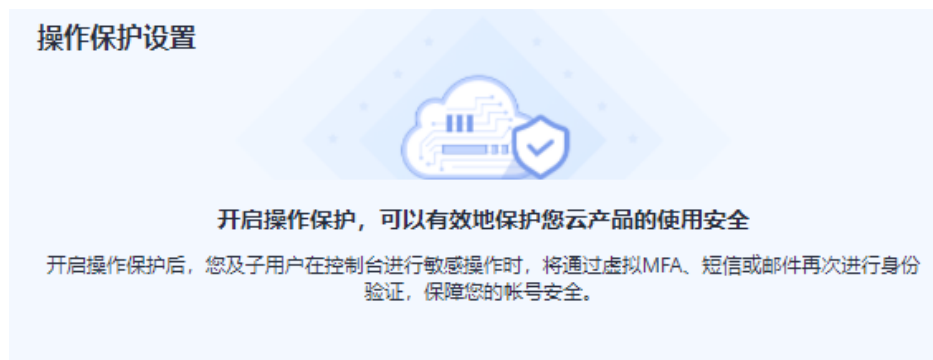 操作保护设置
开启操作保护，可以有效地保护您云产品的使用安全
开启操作保护后，您及子用户在控制台进行敏感操作时，将通过虚拟MFA、短信或邮件再次进行身份
验证，保障您的帐号安全。